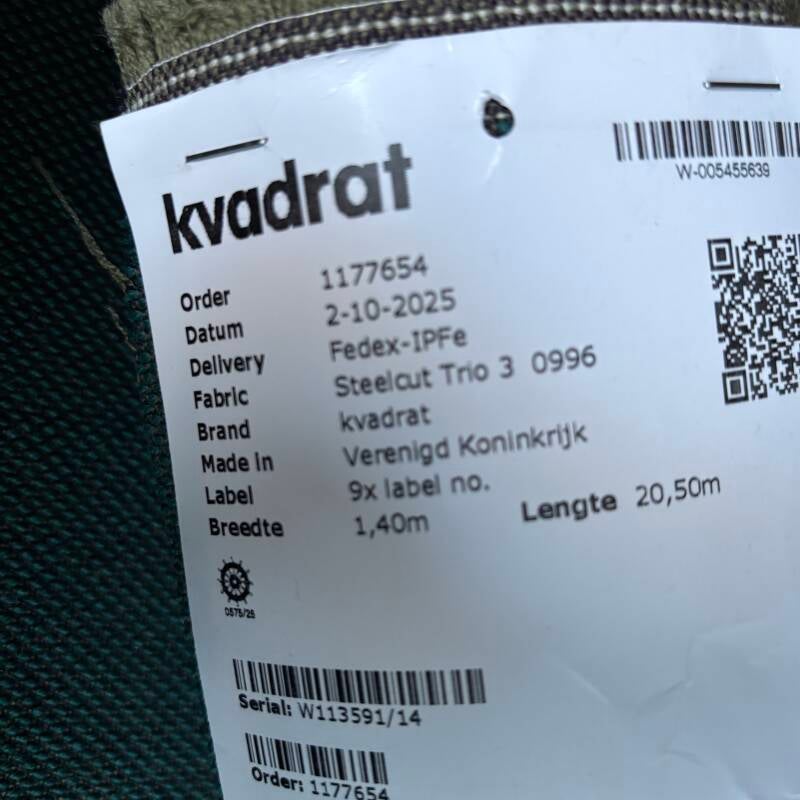 kvadrat
W-005455639
Order 1177654
Datum 2-10-2025
Delivery Fedex-IPFe
Fabric Steelcut Trio 3 0996
Brand kvadrat
Made in Verenigd Koninkrijk
Label 9x label no.
Breedte 1,40m Lengte 20,50m
0575/25
Serial: W113591/14
Order: 1177654